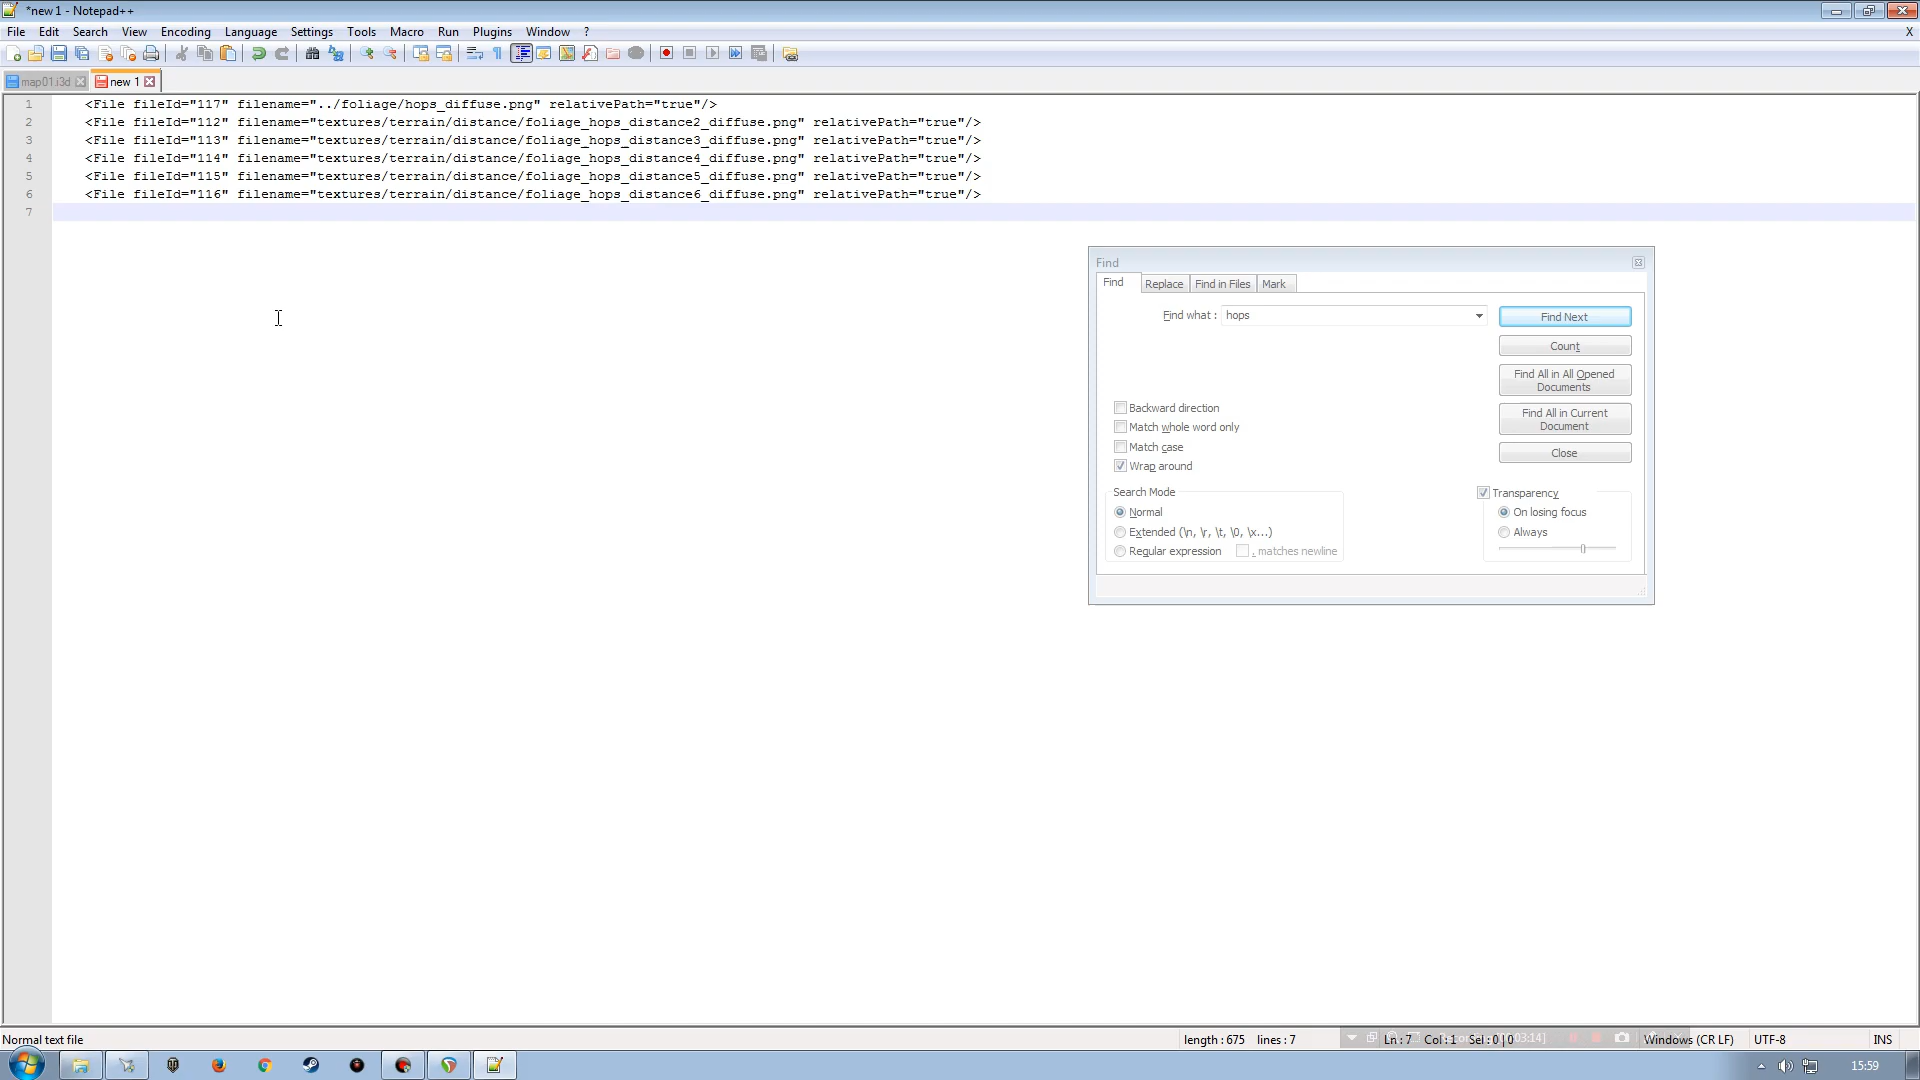 *new 1 - Notepad++
File Edit Search View Encoding Language Settings Tools Macro Run Plugins Window ? X
map01.i3d new 1
1 <File fileId="117" filename="../foliage/hops_diffuse.png" relativePath="true"/>
2 <File fileId="112" filename="textures/terrain/distance/foliage_hops_distance2_diffuse.png" relativePath="true"/>
3 <File fileId="113" filename="textures/terrain/distance/foliage_hops_distance3_diffuse.png" relativePath="true"/>
4 <File fileId="114" filename="textures/terrain/distance/foliage_hops_distance4_diffuse.png" relativePath="true"/>
5 <File fileId="115" filename="textures/terrain/distance/foliage_hops_distance5_diffuse.png" relativePath="true"/>
6 <File fileId="116" filename="textures/terrain/distance/foliage_hops_distance6_diffuse.png" relativePath="true"/>
7
Find
Find Replace Find in Files Mark
Find what : hops
Find Next
Count
Find All in All Opened
Documents
Find All in Current
Document
Close
Backward direction
Match whole word only
Match case
Wrap around
Search Mode
Normal
Extended (\n, \r, \t, \0, \x...)
Regular expression
. matches newline
Transparency
On losing focus
Always
Normal text file
length : 675 lines : 7
Ln : 7 Col : 1 Sel : 0 | 0
Windows (CR LF)
UTF-8
INS
15:59